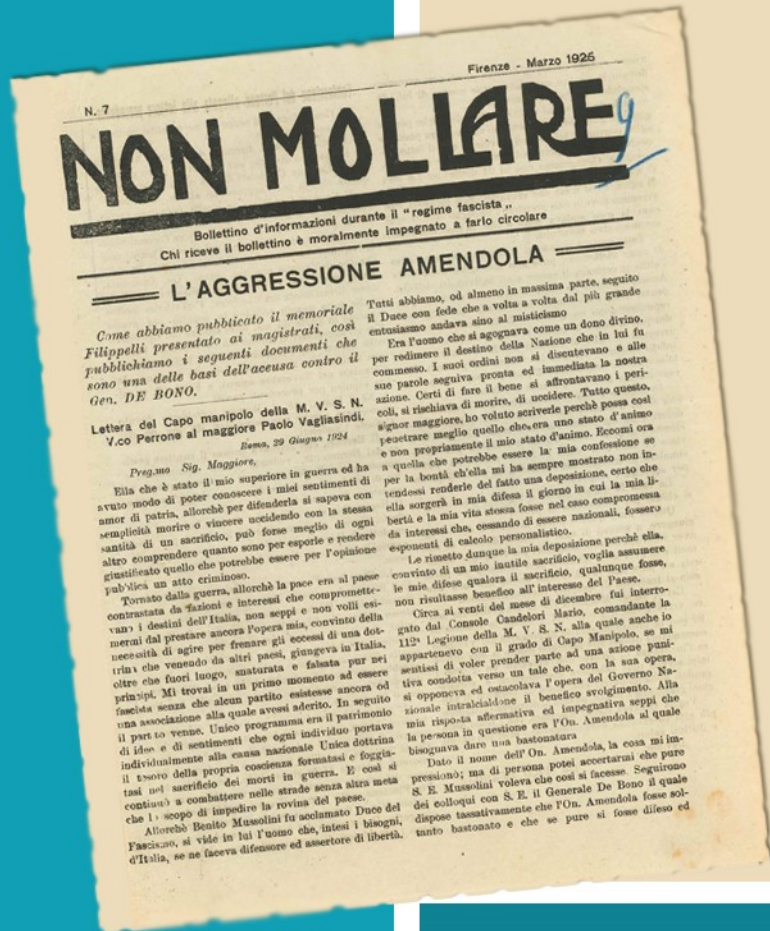 N. 7
Firenze - Marzo 1925
NON MOLLARE
9
Bollettino d'informazioni durante il "regime fascista „
Chi riceve il bollettino è moralmente impegnato a farlo circolare
L'AGGRESSIONE AMENDOLA
Come abbiamo pubblicato il memoriale
Filippelli presentato ai magistrati, così
pubblichiamo i seguenti documenti che
sono una delle basi dell'aceusa contro il
Gen. DE BONO.
Lettera del Capo manipolo della M. V. S. N.
V.co Perrone al maggiore Paolo Vagliasindi.
Roma, 29 Giugno 1924
Preg.mo Sig. Maggiore,
Ella che è stato il mio superiore in guerra ed ha
avuto modo di poter conoscere i miei sentimenti di
amor di patria, allorchè per difenderla si sapeva con
semplicità morire o vincere uccidendo con la stessa
santità di un sacrificio, può forse meglio di ogni
altro comprendere quanto sono per esporle e rendere
giustificato quello che potrebbe essere per l'opinione
pubblica un atto criminoso.
Tornato dalla guerra, allorchè la pace era al paese
contrastata da fazioni e interessi che compromette-
vano i destini dell'Italia, non seppi e non volli esi-
mermi dal prestare ancora l'opera mia, convinto della
necessità di agire per frenare gli eccessi di una dot-
trina che venendo da altri paesi, giungeva in Italia,
oltre che fuori luogo, snaturata e falsata pur nei
principi. Mi trovai in un primo momento ad essere
fascista senza che alcun partito esistesse ancora od
una associazione alla quale avessi aderito. In seguito
il partito venne. Unico programma era il patrimonio
di idee e di sentimenti che ogni individuo portava
individualmente alla causa nazionale Unica dottrina
il tesoro della propria coscienza formatasi e foggia-
tasi nel sacrificio dei morti in guerra. E così si
continuò a combattere nelle strade senza altra meta
che lo scopo di impedire la rovina del paese.
Allorchè Benito Mussolini fu acclamato Duce del
Fascismo, si vide in lui l'uomo che, intesi i bisogni,
d'Italia, se ne faceva difensore ed assertore di libertà.
Tutti abbiamo, od almeno in massima parte, seguito
il Duce con fede che a volta a volta dal più grande
entusiasmo andava sino al misticismo
Era l'uomo che si agognava come un dono divino,
per redimere il destino della Nazione che in lui fu
commesso. I suoi ordini non si discutevano e alle
sue parole seguiva pronta ed immediata la nostra
azione. Certi di fare il bene si affrontavano i peri-
coli, si rischiava di morire, di uccidere. Tutto questo,
signor maggiore, ho voluto scriverle perchè possa così
penetrare meglio quello che era uno stato d'animo
e non propriamente il mio stato d'animo. Eccomi ora
a quella che potrebbe essere la mia confessione se
per la bontà ch'ella mi ha sempre mostrato non in-
tendessi renderle del fatto una deposizione, certo che
ella sorgerà in mia difesa il giorno in cui la mia li-
bertà e la mia vita stessa fosse nel caso compromessa
da interessi che, cessando di essere nazionali, fossero
esponenti di calcolo personalistico.
Le rimetto dunque la mia deposizione perchè ella,
convinto di un mio inutile sacrificio, voglia assumere
le mie difese qualora il sacrificio, qualunque fosse,
non risultasse benefico all'interesse del Paese.
Circa ai venti del mese di dicembre fui interro-
gato dal Console Candelori Mario, comandante la
112ª Legione della M. V. S. N. alla quale anche io
appartenevo con il grado di Capo Manipolo, se mi
sentissi di voler prender parte ad una azione puni-
tiva condotta verso un tale che, con la sua opera,
si opponeva ed ostacolava l'opera del Governo Na-
zionale intralciandone il benefico svolgimento. Alla
mia risposta affermativa ed impegnativa seppi che
la persona in questione era l'On. Amendola al quale
bisognava dare una bastonatura
Dato il nome dell'On. Amendola, la cosa mi im-
pressionò; ma di persona potei accertarmi che pure
S. E. Mussolini voleva che così si facesse. Seguirono
dei colloqui con S. E. il Generale De Bono il quale
dispose tassativamente che l'On. Amendola fosse sol-
tanto bastonato e che se pure si fosse difeso ed